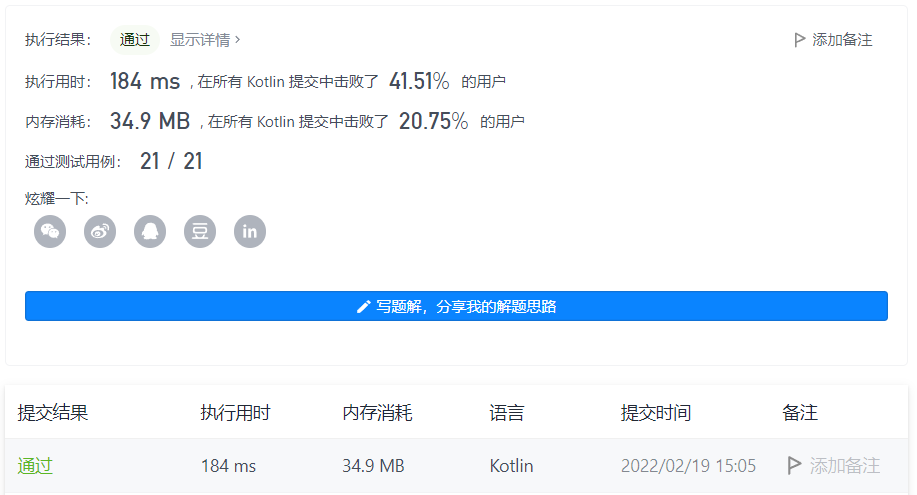 执行结果： 通过 显示详情 › 添加备注
执行用时： 184 ms , 在所有 Kotlin 提交中击败了 41.51% 的用户
内存消耗： 34.9 MB , 在所有 Kotlin 提交中击败了 20.75% 的用户
通过测试用例： 21 / 21
炫耀一下:
豆 in
写题解，分享我的解题思路
提交结果 执行用时 内存消耗 语言 提交时间 备注
通过 184 ms 34.9 MB Kotlin 2022/02/19 15:05 添加备注